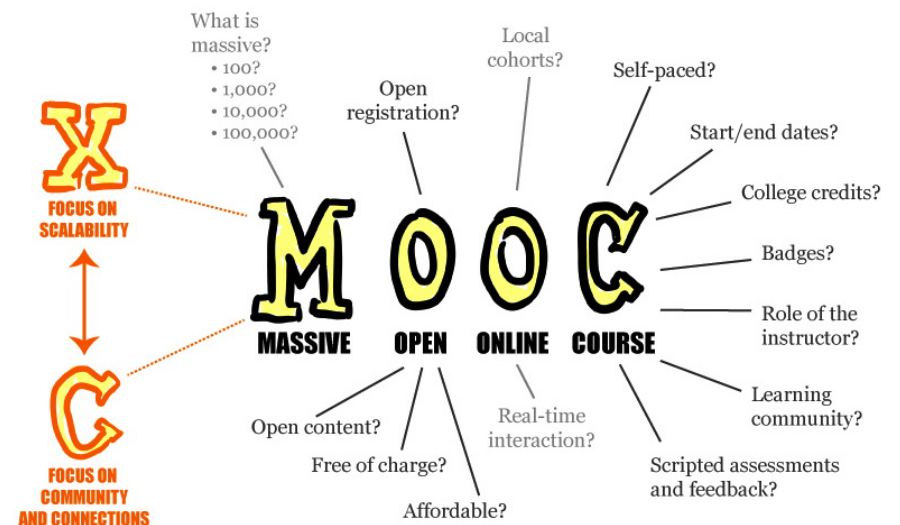 What is
massive?
• 100?
• 1,000?
• 10,000?
• 100,000?
Open
registration?
Local
cohorts?
Self-paced?
Start/end dates?
College credits?
Badges?
Role of the
instructor?
Learning
community?
Scripted assessments
and feedback?
X
FOCUS ON
SCALABILITY
C
FOCUS ON
COMMUNITY
AND CONNECTIONS
MOOC
MASSIVE OPEN ONLINE COURSE
Open content?
Free of charge?
Affordable?
Real-time
interaction?